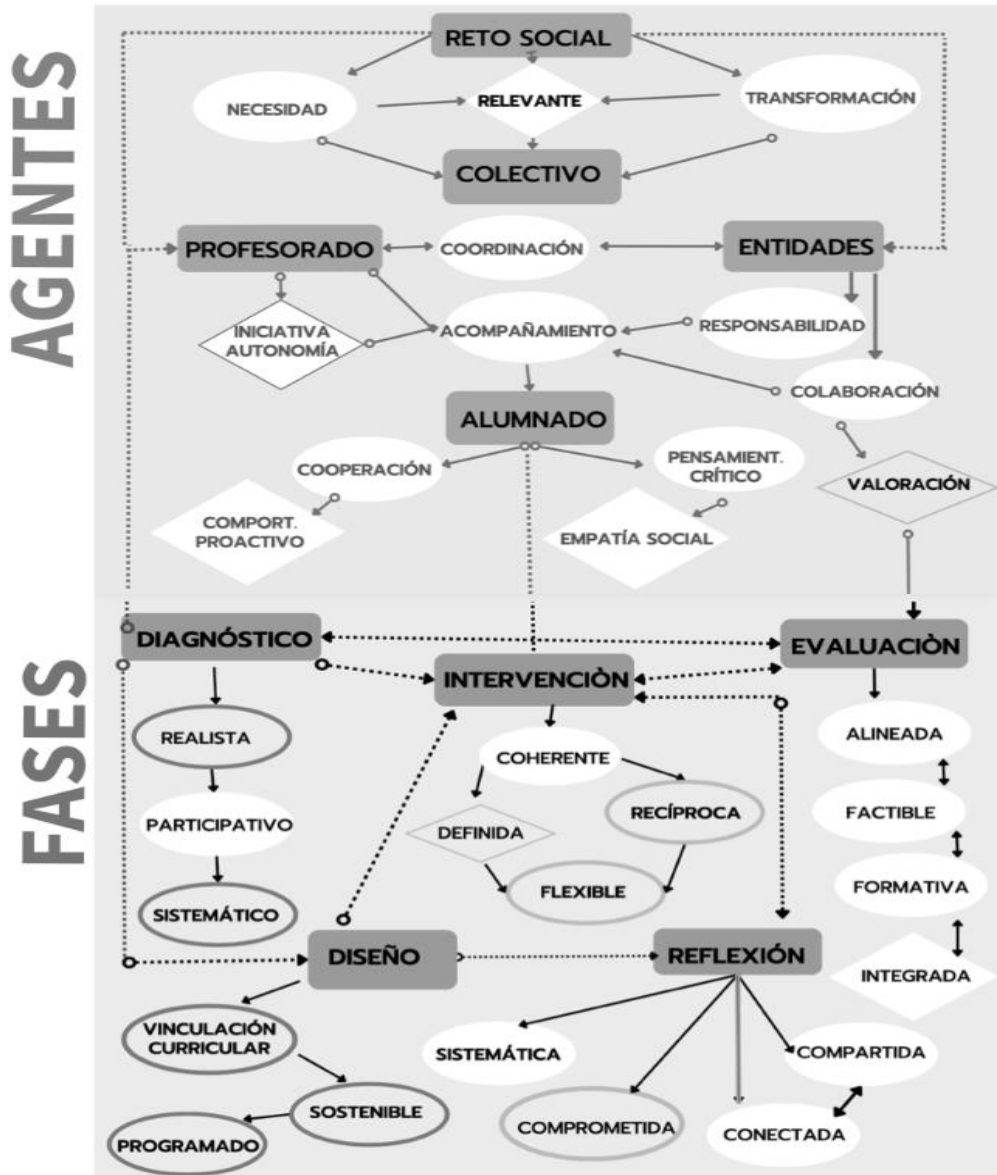 AGENTES
RETO SOCIAL
NECESIDAD
RELEVANTE
TRANSFORMACIÓN
COLECTIVO
PROFESORADO
COORDINACIÓN
ENTIDADES
INICIATIVA
AUTONOMÍA
ACOMPAÑAMIENTO
RESPONSABILIDAD
COLABORACIÓN
ALUMNADO
COOPERACIÓN
PENSAMIENT.
CRÍTICO
VALORACIÓN
COMPORT.
PROACTIVO
EMPATÍA SOCIAL
FASES
DIAGNÓSTICO
INTERVENCIÒN
EVALUACIÒN
REALISTA
COHERENTE
ALINEADA
PARTICIPATIVO
DEFINIDA
RECÍPROCA
FACTIBLE
SISTEMÁTICO
FLEXIBLE
FORMATIVA
DISEÑO
REFLEXIÓN
INTEGRADA
VINCULACIÓN
CURRICULAR
SISTEMÁTICA
COMPARTIDA
SOSTENIBLE
PROGRAMADO
COMPROMETIDA
CONECTADA